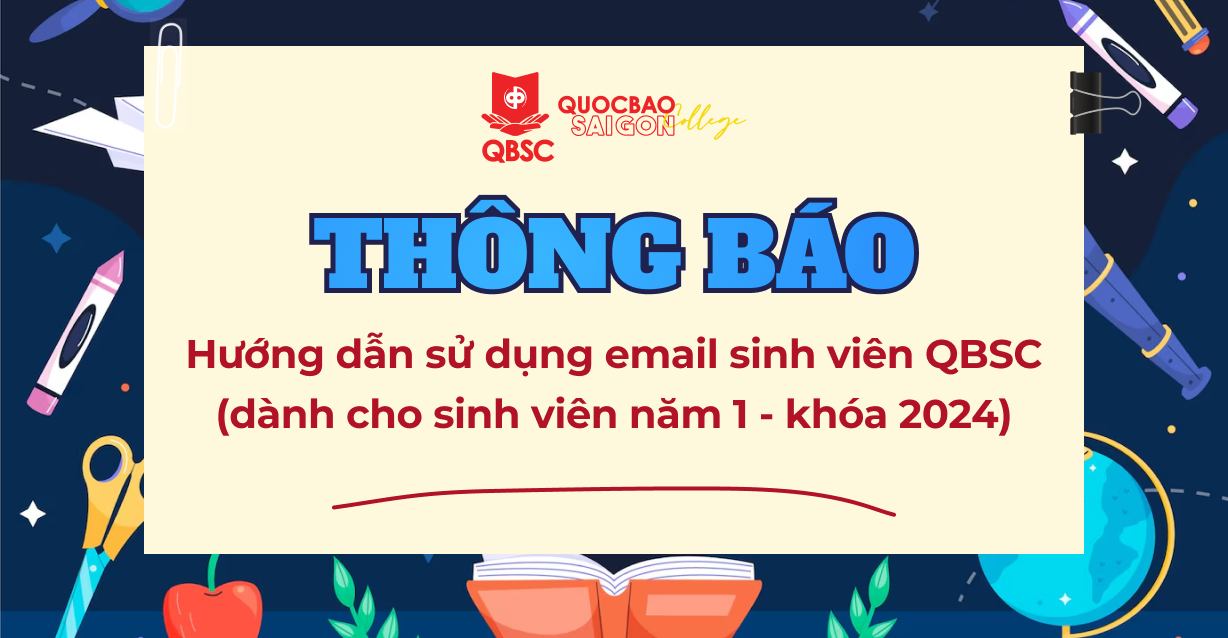 QUOCBAO
SAIGON College
QBSC
THÔNG BÁO
Hướng dẫn sử dụng email sinh viên QBSC
(dành cho sinh viên năm 1 - khóa 2024)